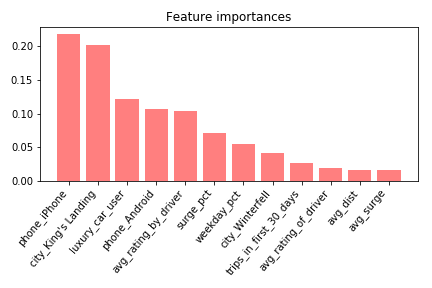 Feature importances
0.20
0.15
0.10
0.05
0.00
phone_iPhone
city_King's Landing
luxury_car_user
phone_Android
avg_rating_by_driver
surge_pct
weekday_pct
city_Winterfell
trips_in_first_30_days
avg_rating_of_driver
avg_dist
avg_surge